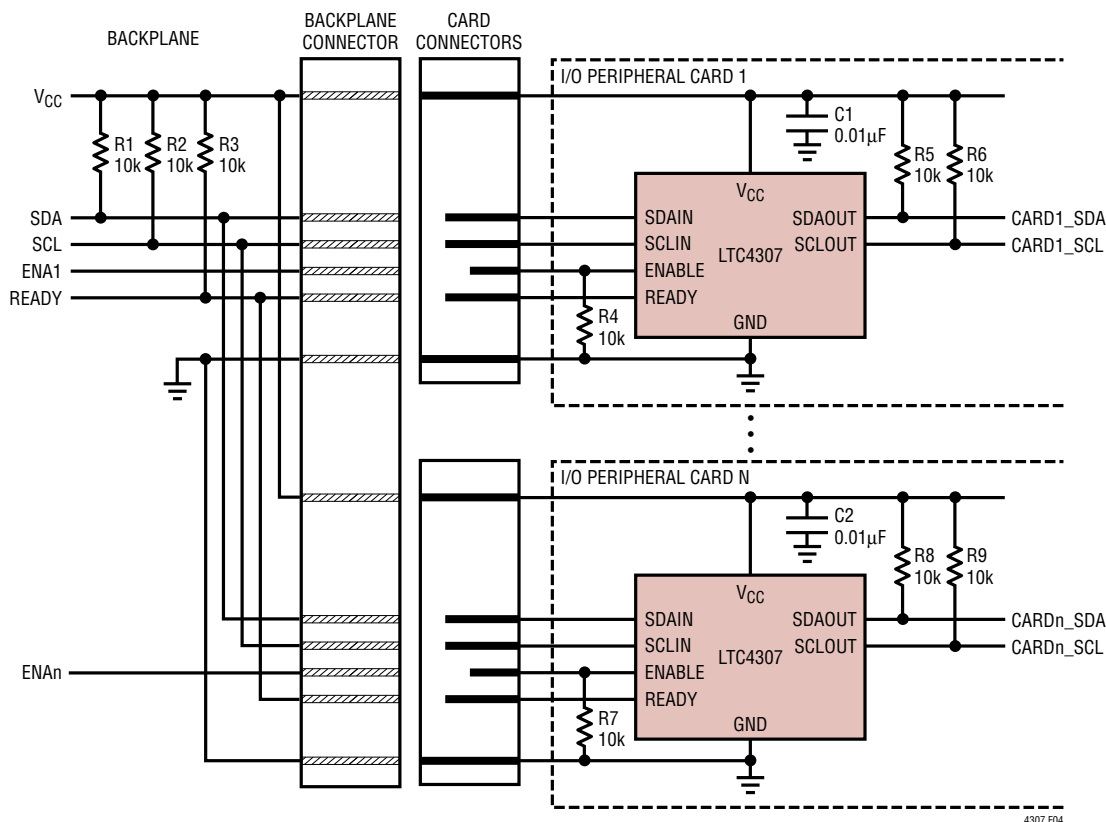 BACKPLANE
BACKPLANE
CONNECTOR
CARD
CONNECTORS
I/O PERIPHERAL CARD 1
VCC
R1
10k
R2
10k
R3
10k
C1
0.01μF
R5
10k
R6
10k
VCC
SDA
SCL
ENA1
READY
SDAIN
SCLIN
ENABLE
READY
LTC4307
SDAOUT
SCLOUT
GND
CARD1_SDA
CARD1_SCL
R4
10k
I/O PERIPHERAL CARD N
C2
0.01μF
R8
10k
R9
10k
VCC
SDAIN
SCLIN
ENABLE
READY
LTC4307
SDAOUT
SCLOUT
GND
CARDn_SDA
CARDn_SCL
ENAn
R7
10k
4307 F04